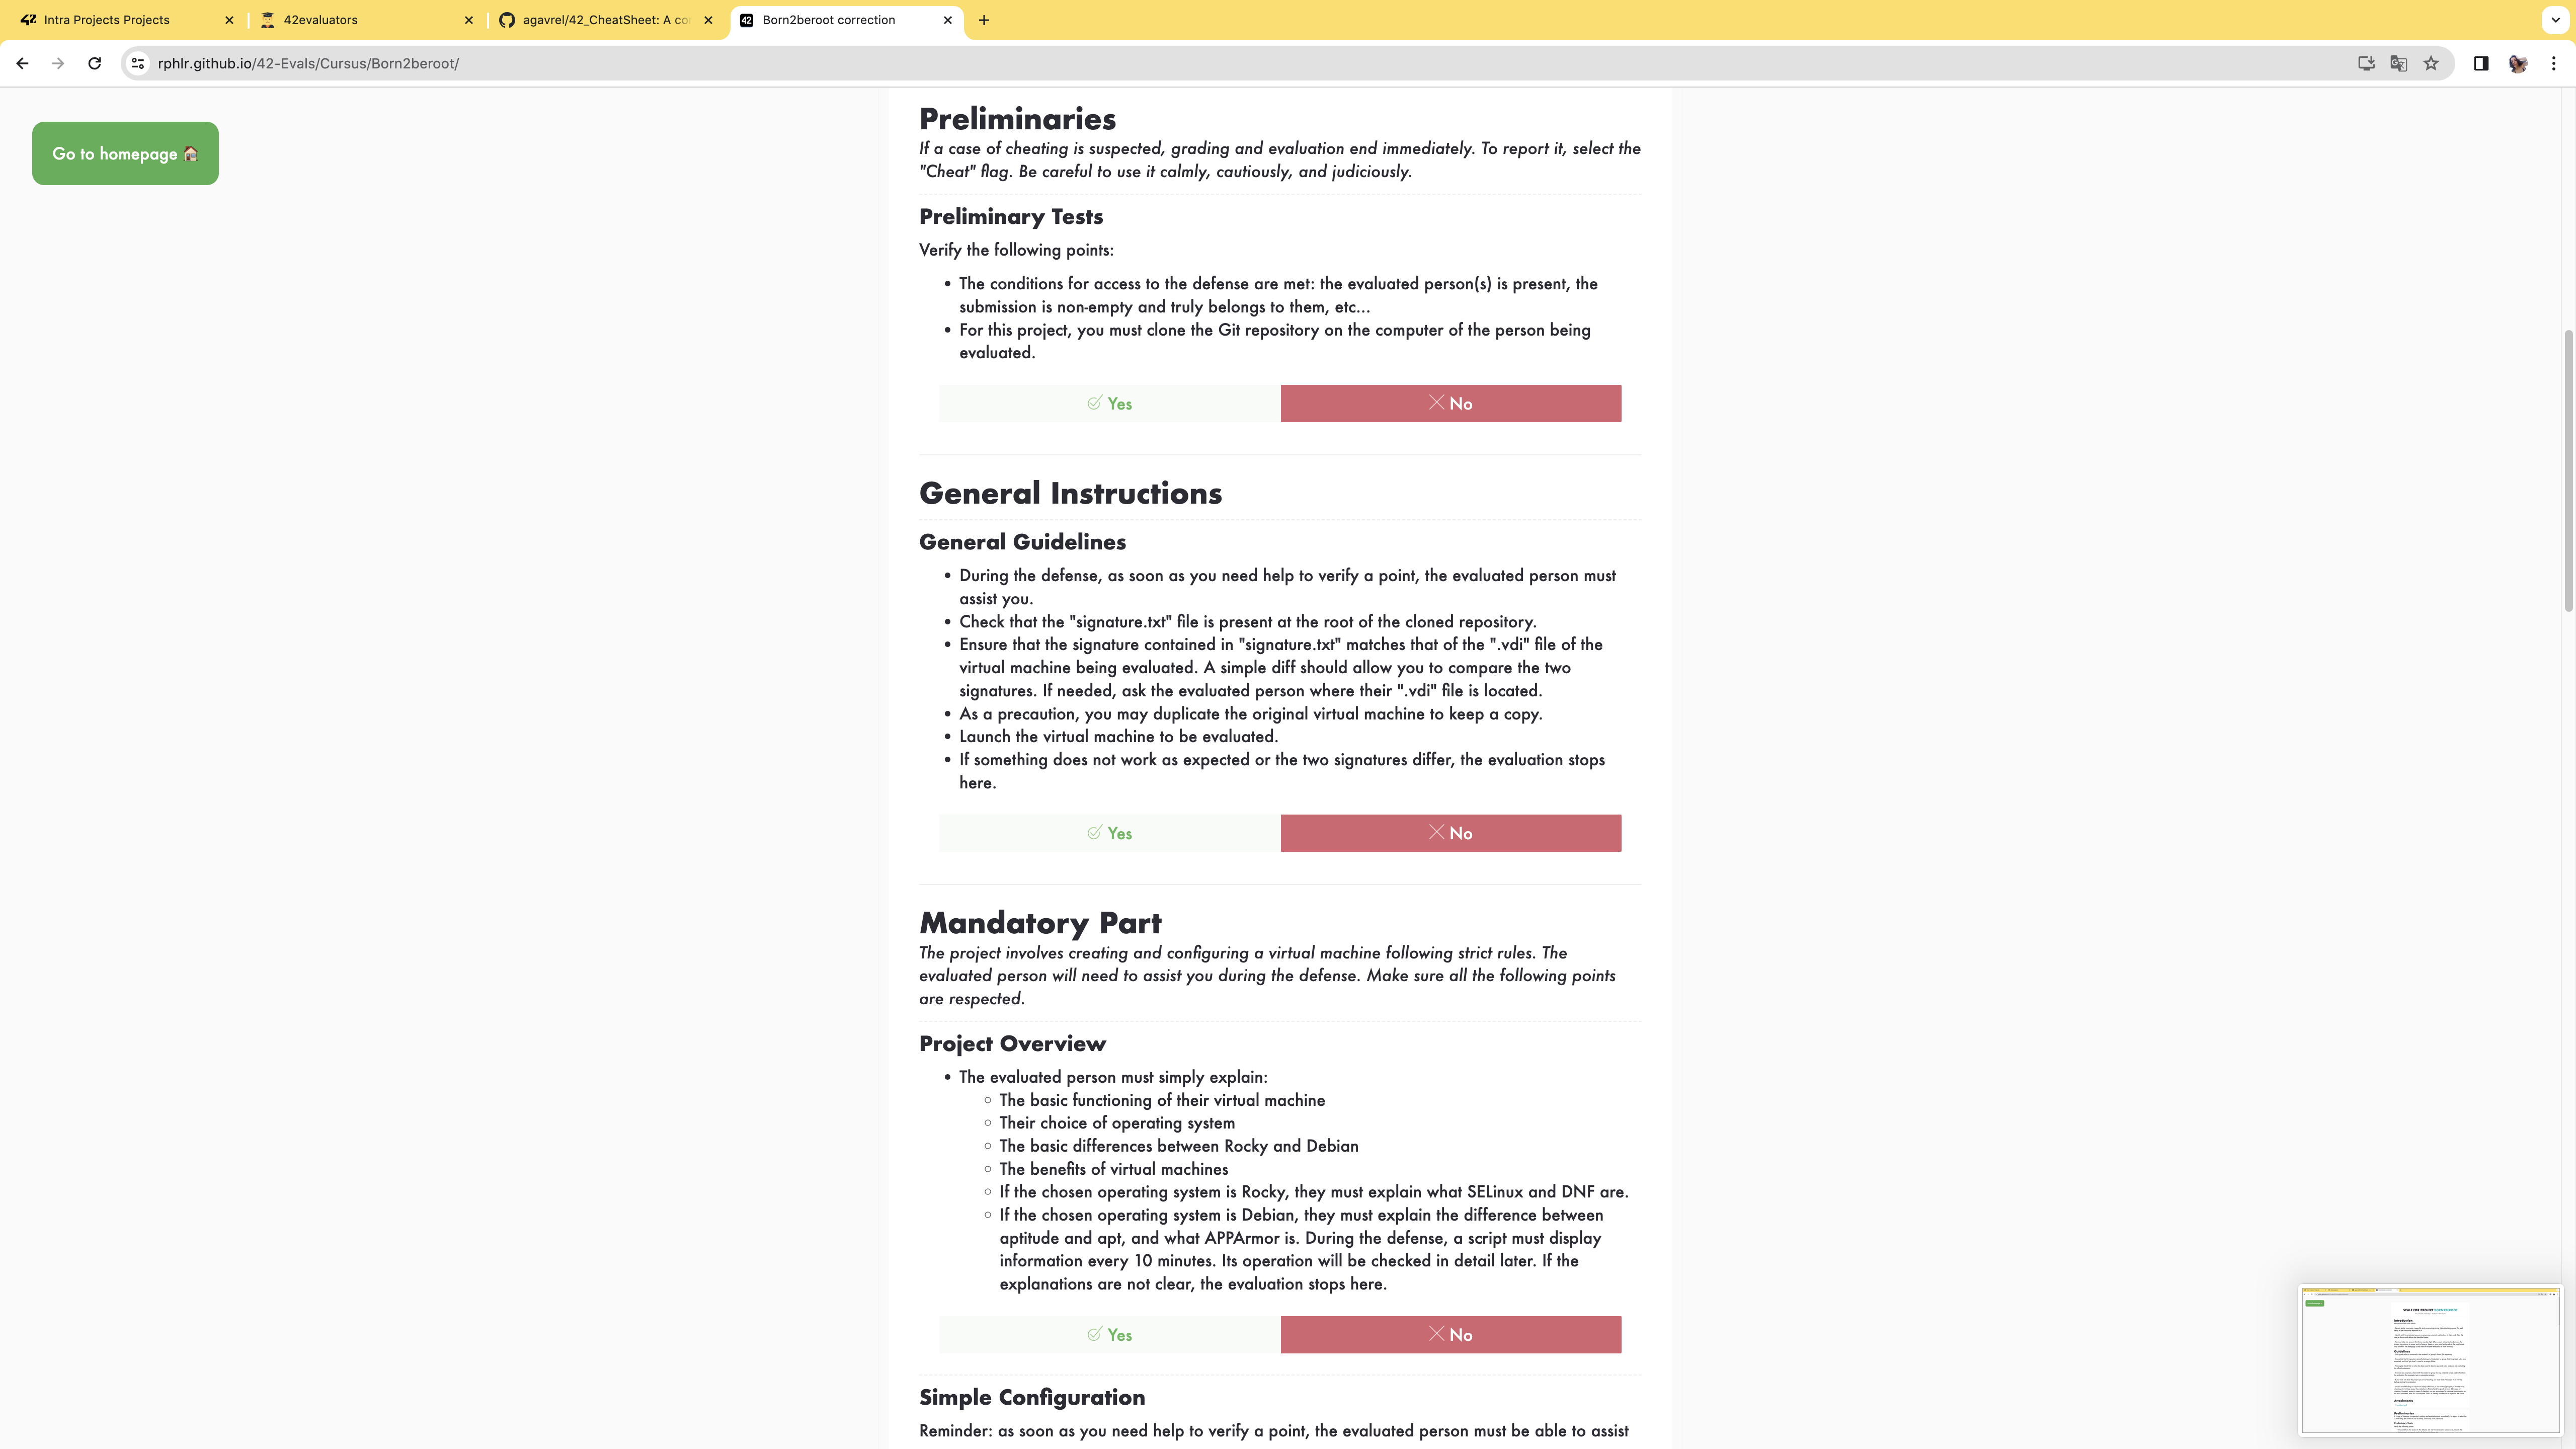 Intra Projects Projects
42evaluators
agavrel/42_CheatSheet: A co
Born2beroot correction
rphlr.github.io/42-Evals/Cursus/Born2beroot/
Go to homepage
Preliminaries
If a case of cheating is suspected, grading and evaluation end immediately. To report it, select the
"Cheat" flag. Be careful to use it calmly, cautiously, and judiciously.
Preliminary Tests
Verify the following points:
• The conditions for access to the defense are met: the evaluated person(s) is present, the
submission is non-empty and truly belongs to them, etc...
• For this project, you must clone the Git repository on the computer of the person being
evaluated.
Yes
No
General Instructions
General Guidelines
• During the defense, as soon as you need help to verify a point, the evaluated person must
assist you.
• Check that the "signature.txt" file is present at the root of the cloned repository.
• Ensure that the signature contained in "signature.txt" matches that of the ".vdi" file of the
virtual machine being evaluated. A simple diff should allow you to compare the two
signatures. If needed, ask the evaluated person where their ".vdi" file is located.
• As a precaution, you may duplicate the original virtual machine to keep a copy.
• Launch the virtual machine to be evaluated.
• If something does not work as expected or the two signatures differ, the evaluation stops
here.
Yes
No
Mandatory Part
The project involves creating and configuring a virtual machine following strict rules. The
evaluated person will need to assist you during the defense. Make sure all the following points
are respected.
Project Overview
• The evaluated person must simply explain:
◦ The basic functioning of their virtual machine
◦ Their choice of operating system
◦ The basic differences between Rocky and Debian
◦ The benefits of virtual machines
◦ If the chosen operating system is Rocky, they must explain what SELinux and DNF are.
◦ If the chosen operating system is Debian, they must explain the difference between
aptitude and apt, and what APPArmor is. During the defense, a script must display
information every 10 minutes. Its operation will be checked in detail later. If the
explanations are not clear, the evaluation stops here.
Yes
No
Simple Configuration
Reminder: as soon as you need help to verify a point, the evaluated person must be able to assist